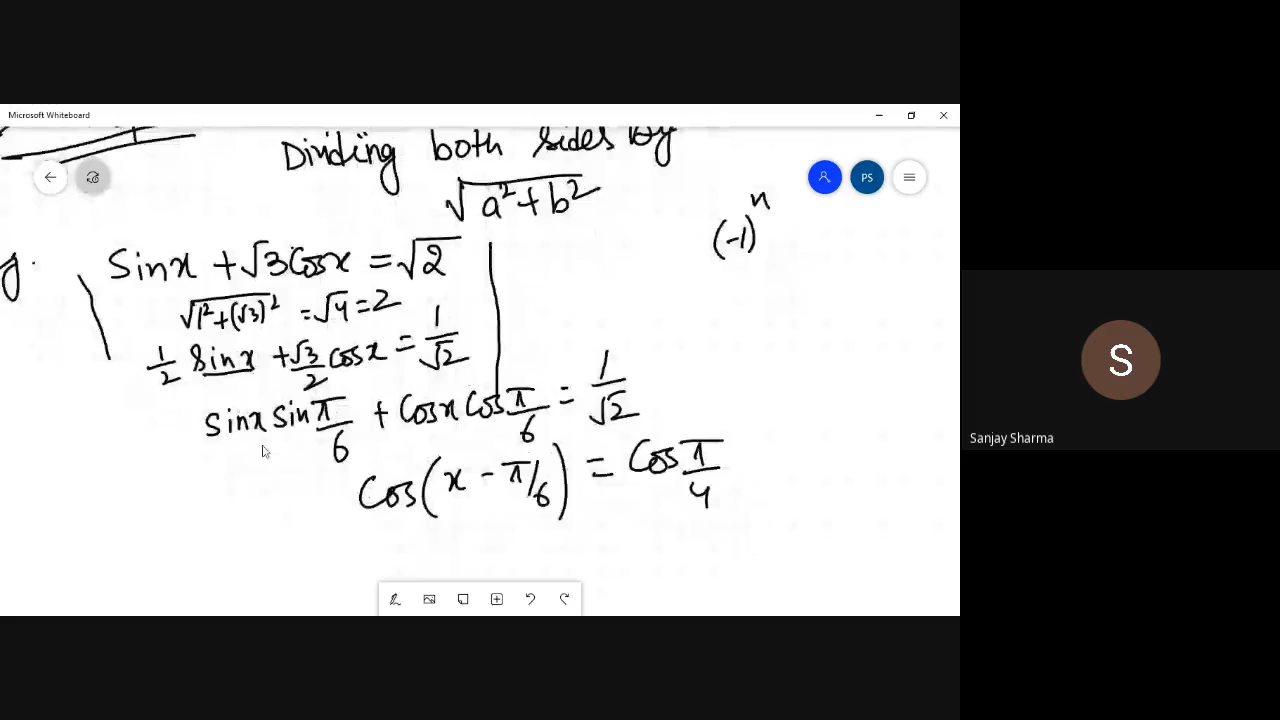 Microsoft Whiteboard
Dividing both sides By
√a²+b²
PS
(-1)ⁿ
Sinx + √3 Cosx = √2
√1²+(√3)² = √4 = 2
1/2 sinx + √3/2 cosx = 1/√2
sinx sin π/6 + Cosx Cos π/6 = 1/√2
Cos(x - π/6) = Cos π/4
S
Sanjay Sharma